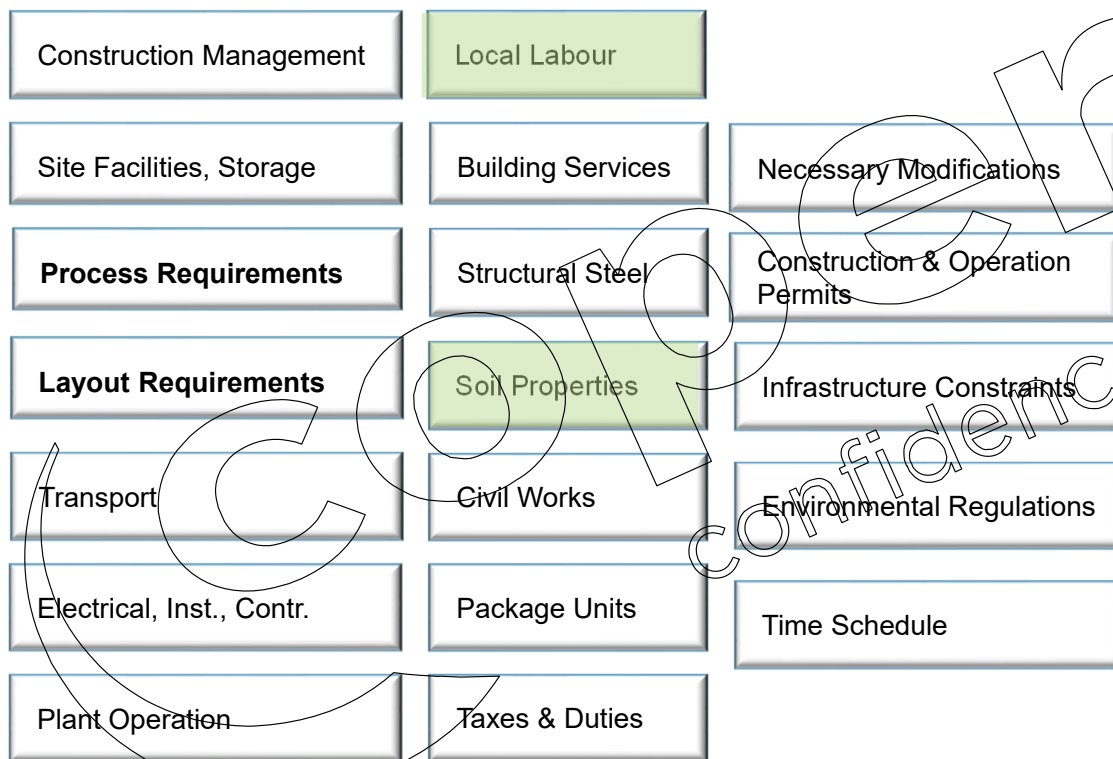 Construction Management
Local Labour
Site Facilities, Storage
Building Services
Necessary Modifications
Process Requirements
Structural Steel
Construction & Operation
Permits
Layout Requirements
Soil Properties
Infrastructure Constraints
Transport
Civil Works
Environmental Regulations
Electrical, Inst., Contr.
Package Units
Time Schedule
Plant Operation
Taxes & Duties